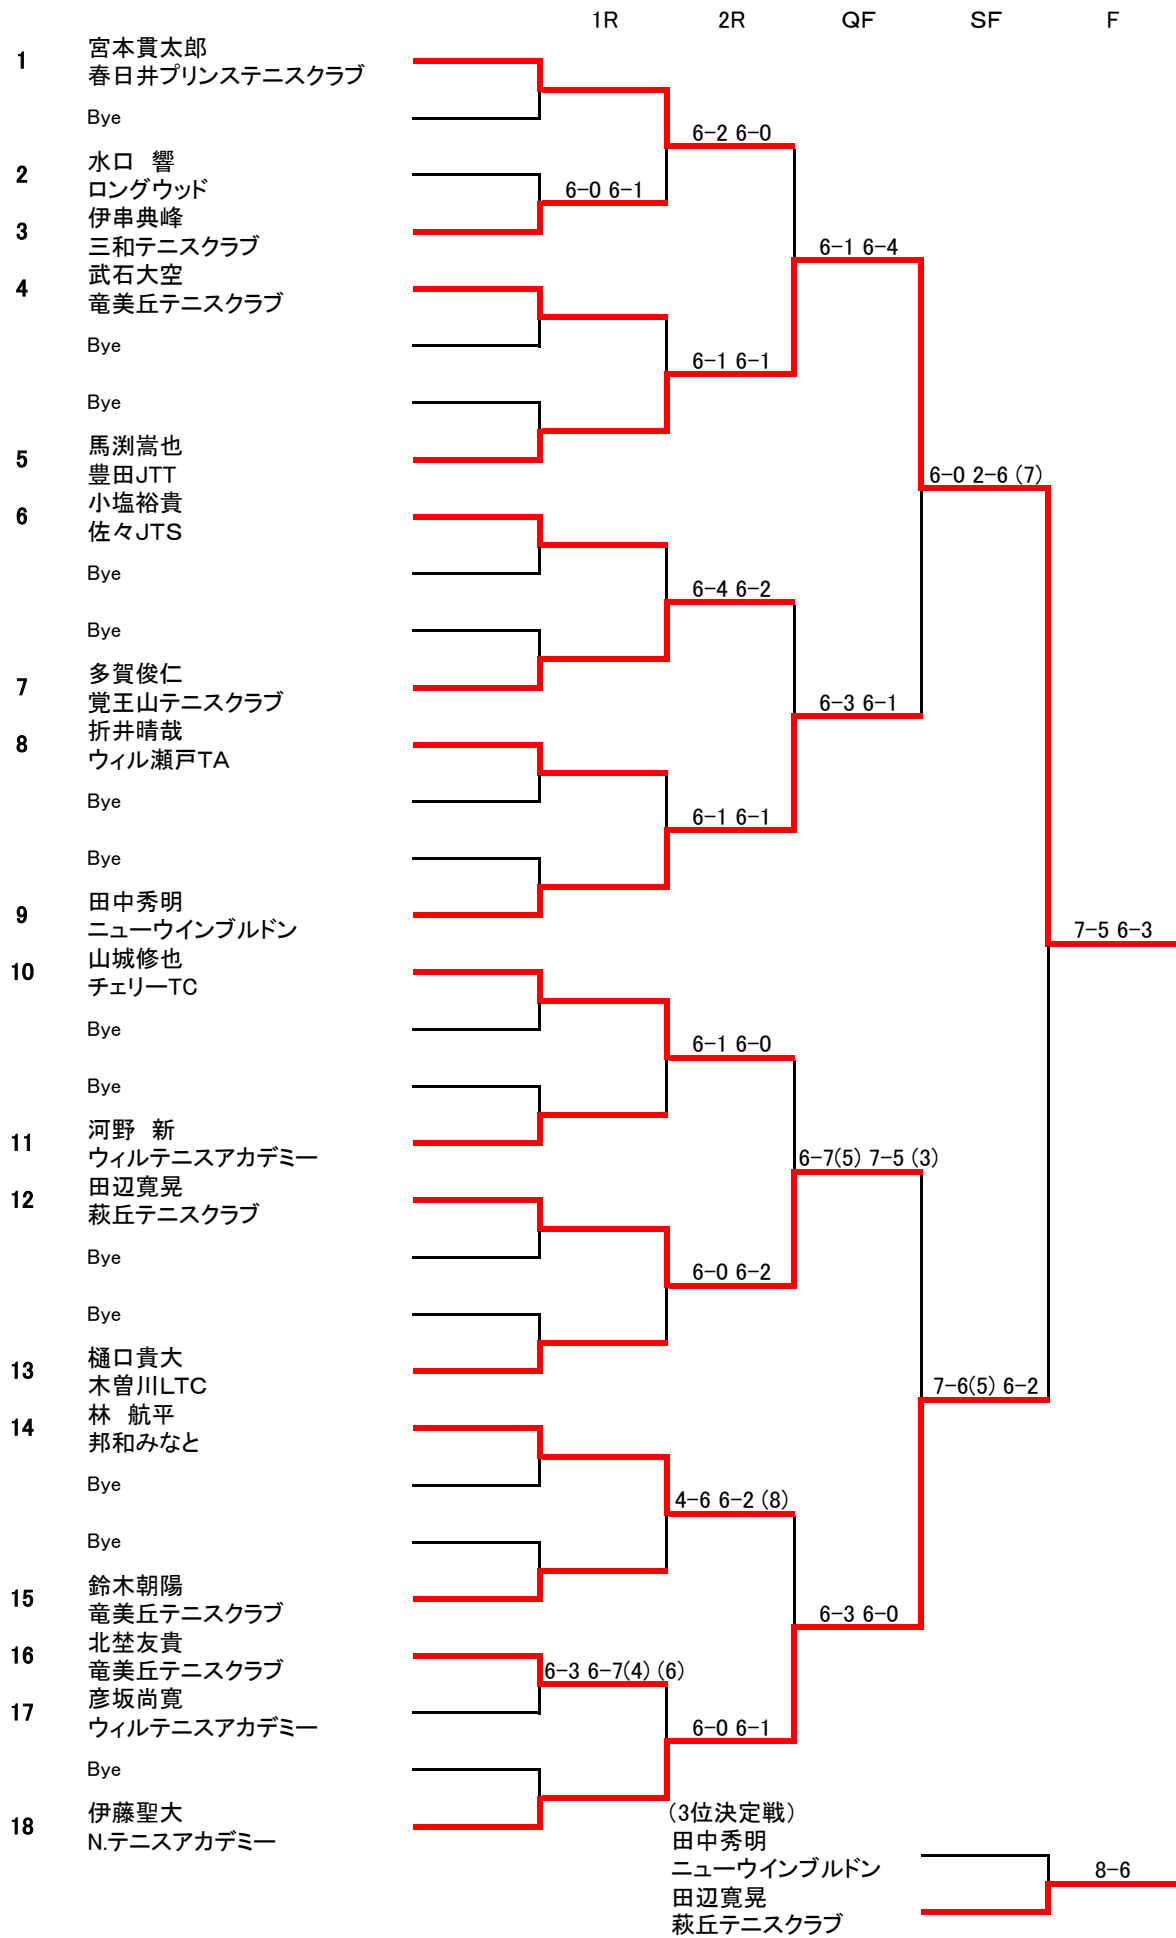 1R 2R QF SF F
1 宮本貫太郎
春日井プリンステニスクラブ
Bye
6-2 6-0
2 水口 響
ロングウッド
6-0 6-1
3 伊串典峰
三和テニスクラブ
6-1 6-4
4 武石大空
竜美丘テニスクラブ
Bye
6-1 6-1
Bye
5 馬渕嵩也
豊田JTT
6-0 2-6 (7)
6 小塩裕貴
佐々JTS
Bye
6-4 6-2
Bye
7 多賀俊仁
覚王山テニスクラブ
6-3 6-1
8 折井晴哉
ウィル瀬戸TA
Bye
6-1 6-1
Bye
9 田中秀明
ニューウインブルドン
7-5 6-3
10 山城修也
チェリーTC
Bye
6-1 6-0
Bye
11 河野 新
ウィルテニスアカデミー
6-7(5) 7-5 (3)
12 田辺寛晃
萩丘テニスクラブ
Bye
6-0 6-2
Bye
13 樋口貴大
木曽川LTC
7-6(5) 6-2
14 林 航平
邦和みなと
Bye
4-6 6-2 (8)
Bye
15 鈴木朝陽
竜美丘テニスクラブ
6-3 6-0
16 北埜友貴
竜美丘テニスクラブ
6-3 6-7(4) (6)
17 彦坂尚寛
ウィルテニスアカデミー
6-0 6-1
Bye
18 伊藤聖大
N.テニスアカデミー
(3位決定戦)
田中秀明
ニューウインブルドン
8-6
田辺寛晃
萩丘テニスクラブ